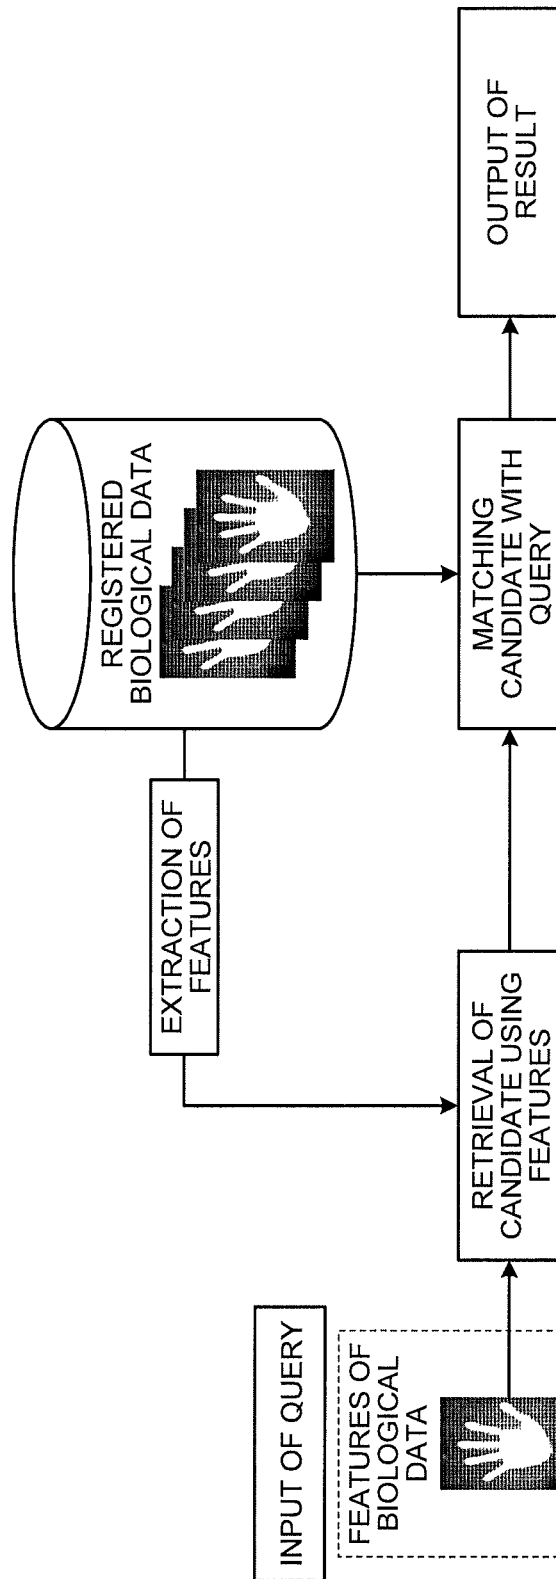 INPUT OF QUERY
FEATURES OF
BIOLOGICAL
DATA
EXTRACTION OF
FEATURES
REGISTERED
BIOLOGICAL DATA
RETRIEVAL OF
CANDIDATE USING
FEATURES
MATCHING
CANDIDATE WITH
QUERY
OUTPUT OF
RESULT